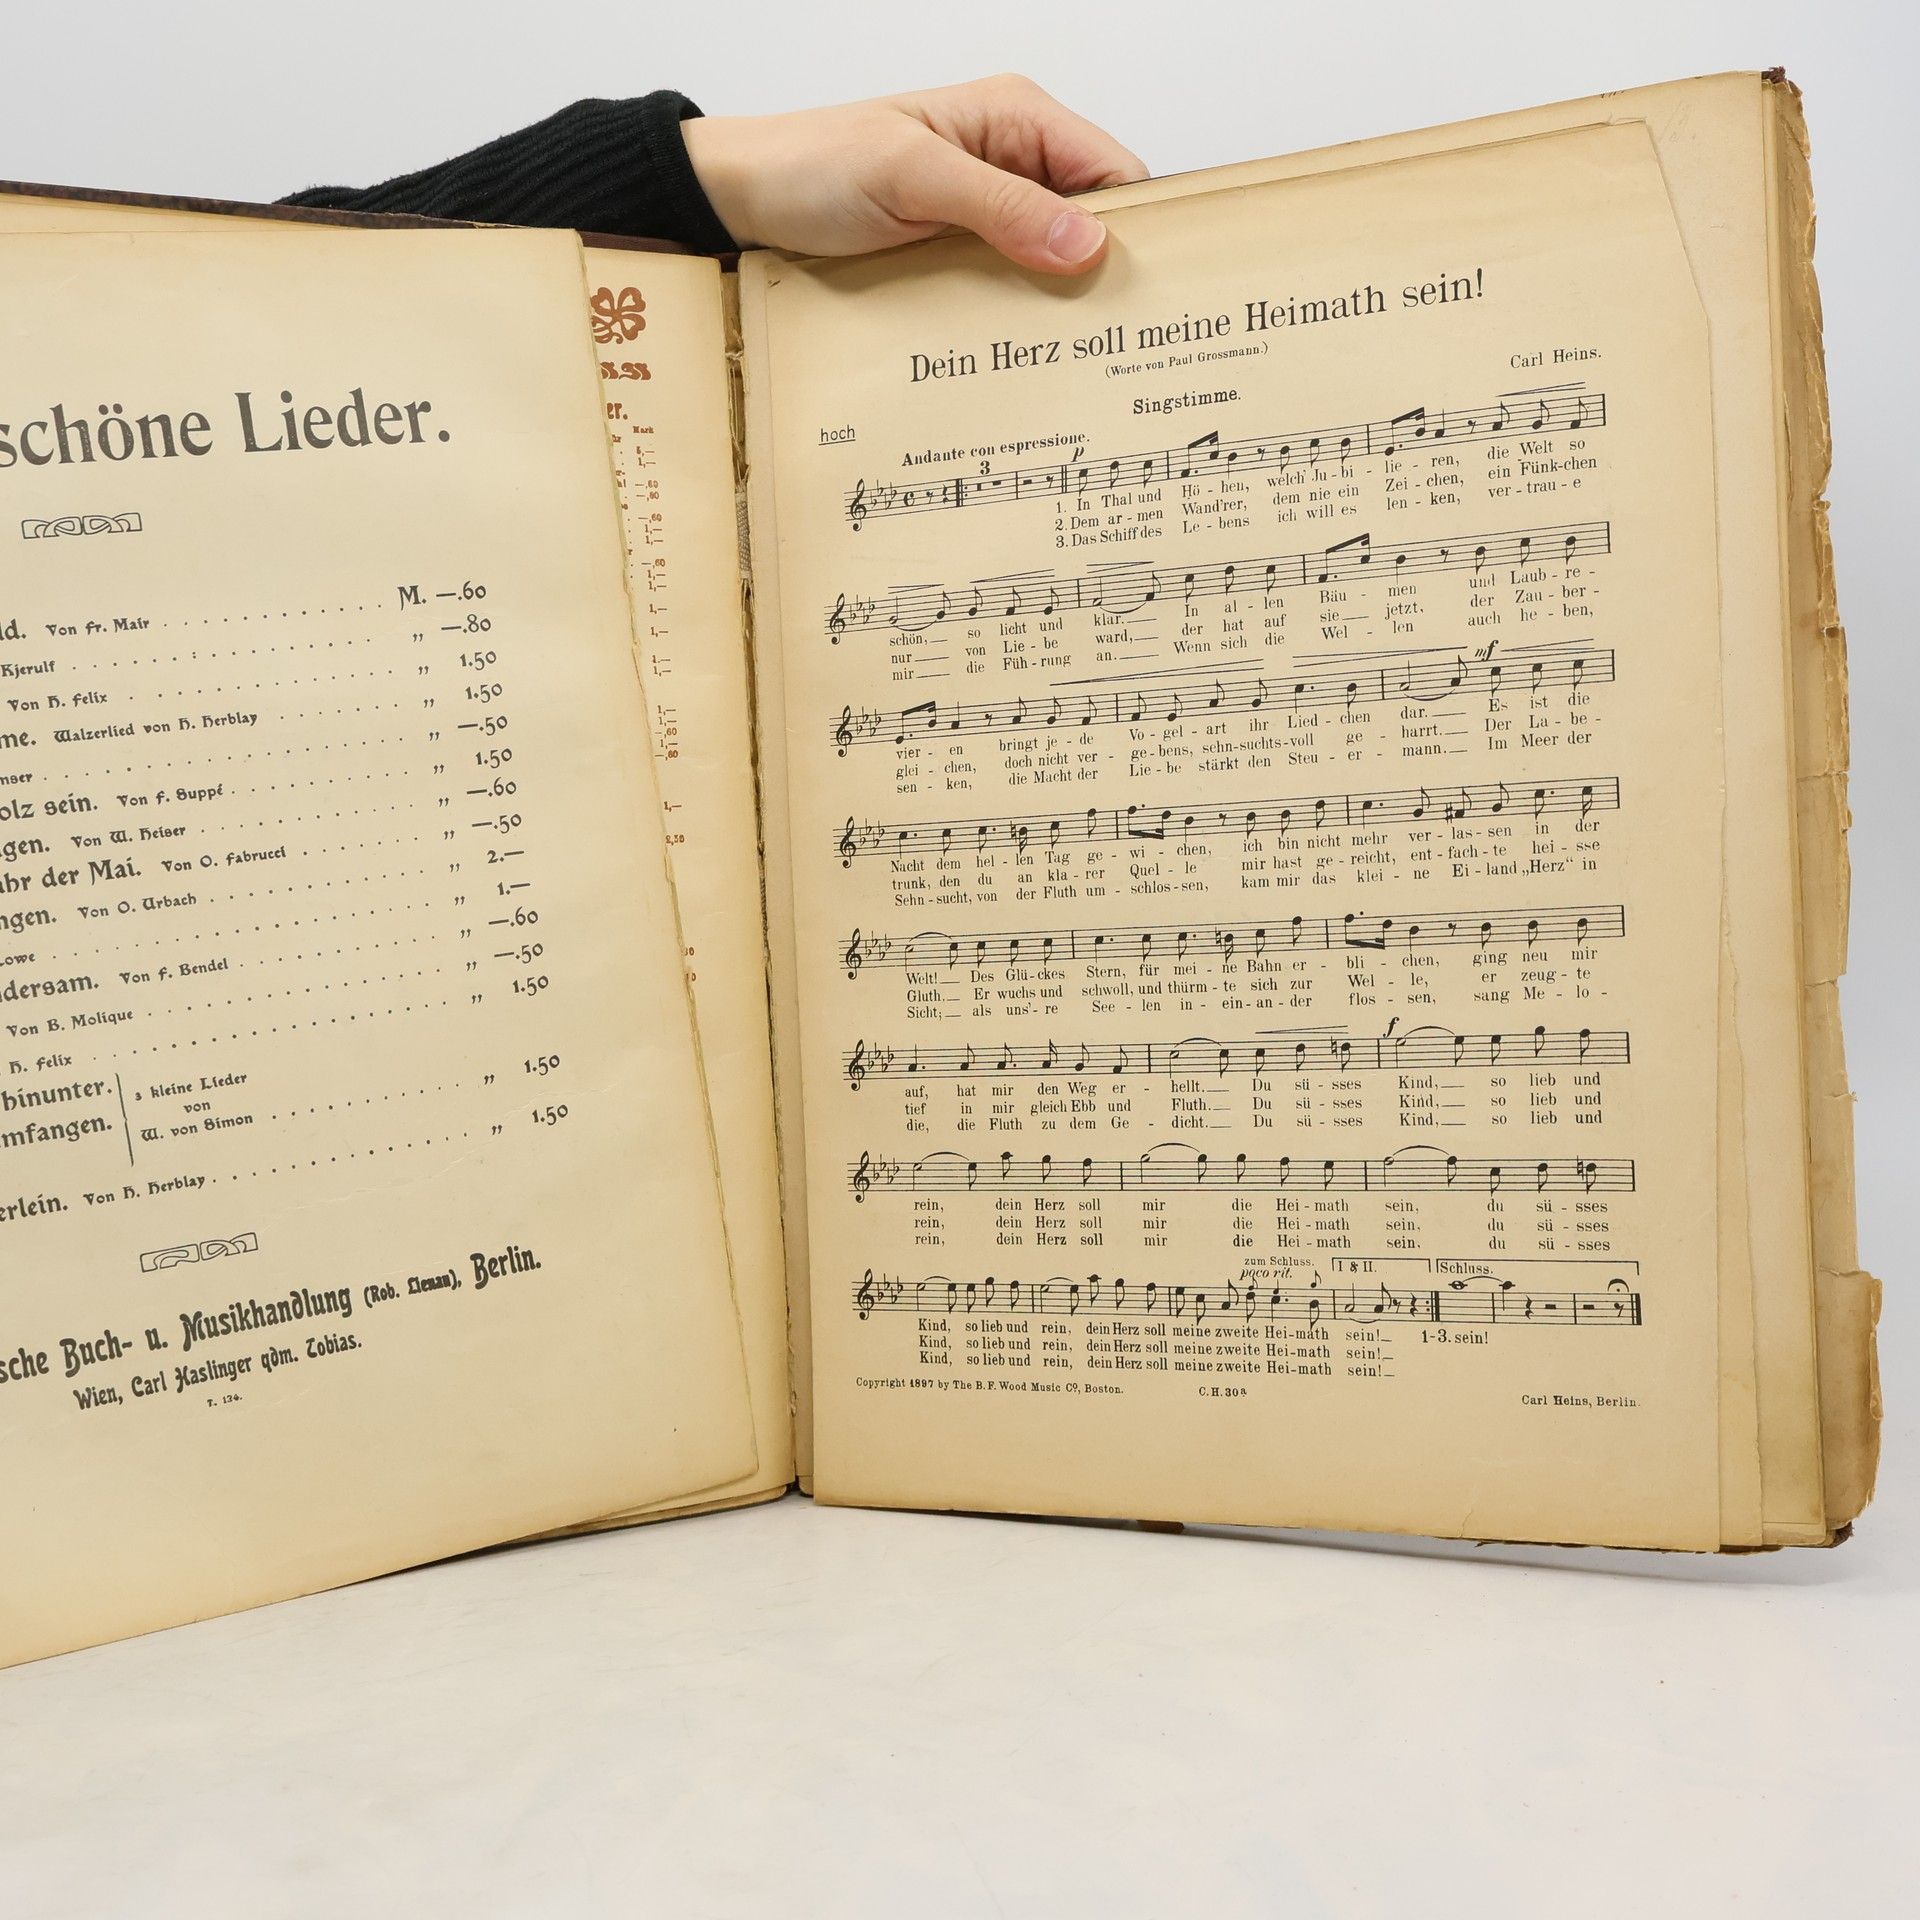 schöne Lieder.
ld. Von Fr. Mair M. —.60
Kjerulf „ —.80
Von H. Felix „ 1.50
me. Walzerlied von H. Herblay „ 1.50
„ —.50
olz sein. Von F. Suppé „ 1.50
gen. Von W. Heiser „ —.60
ahr der Mai. Von O. Fabrucci „ —.50
ngen. Von O. Urbach „ 2.—
Lowe „ 1.—
dersam. Von F. Bendel „ —.60
Von B. Molique „ —.50
H. Felix „ 1.50
hinunter. 3 kleine Lieder
von
mfangen. W. von Simon „ 1.50
erlein. Von H. Herblay „ 1.50
sche Buch- u. Musikhandlung (Rob. Lienau), Berlin.
Wien, Carl Haslinger qdm. Tobias.
T. 134.
er.
Mark
Dein Herz soll meine Heimath sein!
(Worte von Paul Grossmann.)
Carl Heins.
Singstimme.
hoch
Andante con espressione.
3
p
1. In Thal und Hö - hen, welch' Ju - bi - lie - ren, die Welt so
2. Dem ar - men Wand'rer, dem nie ein Zei - chen, ein Fünk-chen
3. Das Schiff des Le - bens ich will es len - ken, ver - trau - e
schön, so licht und klar. In al - len Bäu - men und Laub - re -
nur von Lie - be ward, der hat auf sie jetzt, der Zau - ber -
mir die Füh - rung an. Wenn sich die Wel - len auch he - ben,
mf
vier - en bringt je - de Vo - gel - art ihr Lied - chen dar. Es ist die
glei - chen, doch nicht ver - ge - bens, sehn-suchts-voll ge - harrt. Der La - be -
sen - ken, die Macht der Lie - be stärkt den Steu - er - mann. Im Meer der
Nacht dem hel - len Tag ge - wi - chen, ich bin nicht mehr ver - las - sen in der
trunk, den du an kla - rer Quel - le mir hast ge - reicht, ent - fach - te hei - sse
Sehn - sucht, von der Fluth um - schlos - sen, kam mir das klei - ne Ei - land „Herz“ in
Welt! Des Glü - ckes Stern, für mei - ne Bahn er - bli - chen, ging neu mir
Gluth. Er wuchs und schwoll, und thürm - te sich zur Wel - le, er zeug - te
Sicht; als uns' - re See - len in - ein - an - der flos - sen, sang Me - lo -
f
auf, hat mir den Weg er - hellt. Du sü - sses Kind, so lieb und
tief in mir gleich Ebb und Fluth. Du sü - sses Kind, so lieb und
die, die Fluth zu dem Ge - dicht. Du sü - sses Kind, so lieb und
rein, dein Herz soll mir die Hei - math sein, du sü - sses
rein, dein Herz soll mir die Hei - math sein, du sü - sses
rein, dein Herz soll mir die Hei - math sein, du sü - sses
zum Schluss.
poco rit.
I & II. Schluss.
Kind, so lieb und rein, dein Herz soll meine zweite Hei - math sein! 1-3. sein!
Kind, so lieb und rein, dein Herz soll meine zweite Hei - math sein!
Kind, so lieb und rein, dein Herz soll meine zweite Hei - math sein!
Copyright 1897 by The B. F. Wood Music Co, Boston. C. H. 30a
Carl Heins, Berlin.